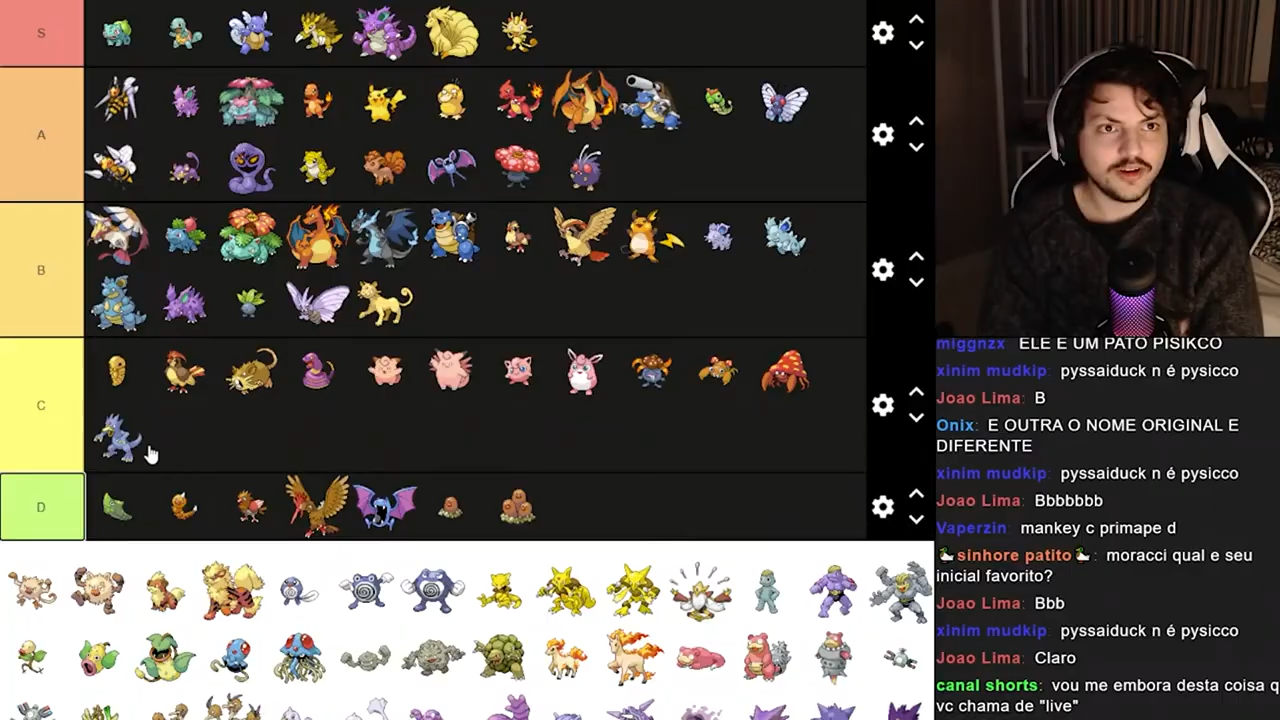 S
A
B
C
D
miggnzx ELE E UM PATO PISIKCO
xinim mudkip: pyssaiduck n é pysicco
Joao Lima: B
Onix: E OUTRA O NOME ORIGINAL E
DIFERENTE
xinim mudkip: pyssaiduck n é pysicco
Joao Lima: Bbbbbbb
Vaperzin: mankey c primape d
sinhore patito: moracci qual e seu
inicial favorito?
Joao Lima: Bbb
xinim mudkip: pyssaiduck n é pysicco
Joao Lima: Claro
canal shorts: vou me embora desta coisa q
vc chama de "live"